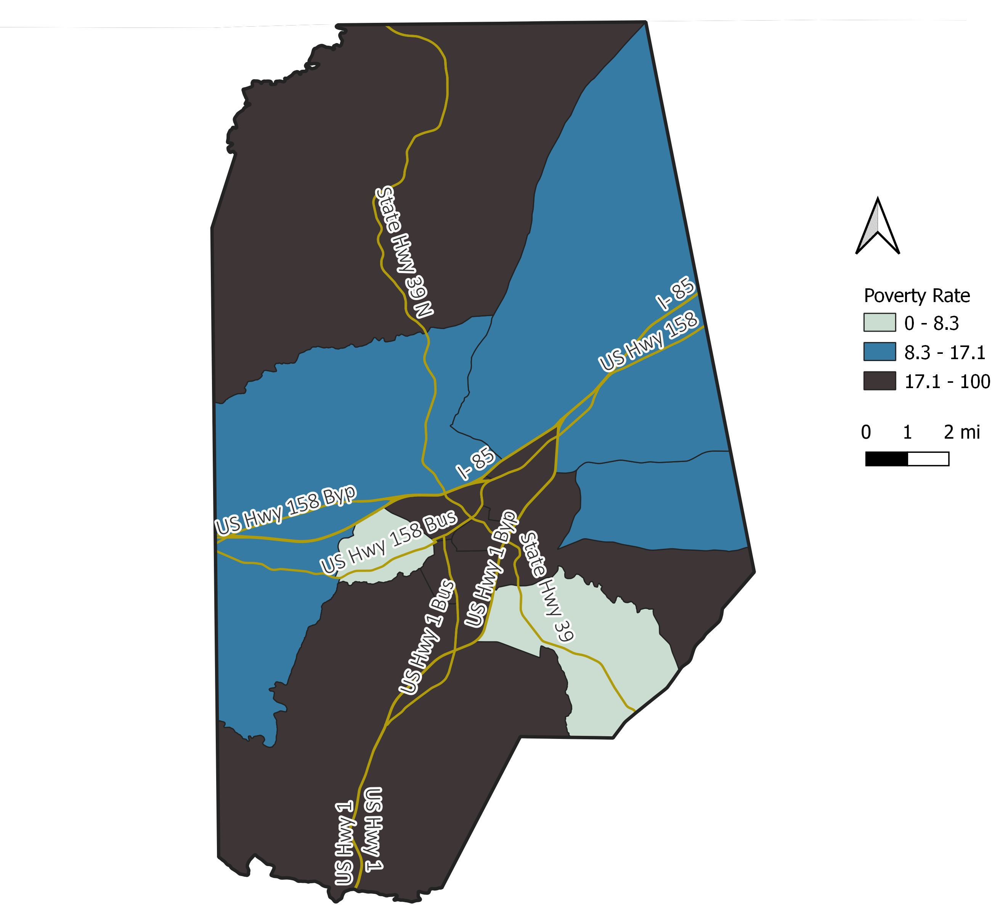 State Hwy 39 N
I- 85
US Hwy 158
Poverty Rate
0 - 8.3
8.3 - 17.1
17.1 - 100
0 1 2 mi
I- 85
US Hwy 158 Byp
US Hwy 158 Bus
US Hwy 1 Byp
State Hwy 39
US Hwy 1 Bus
US Hwy 1
US Hwy 1